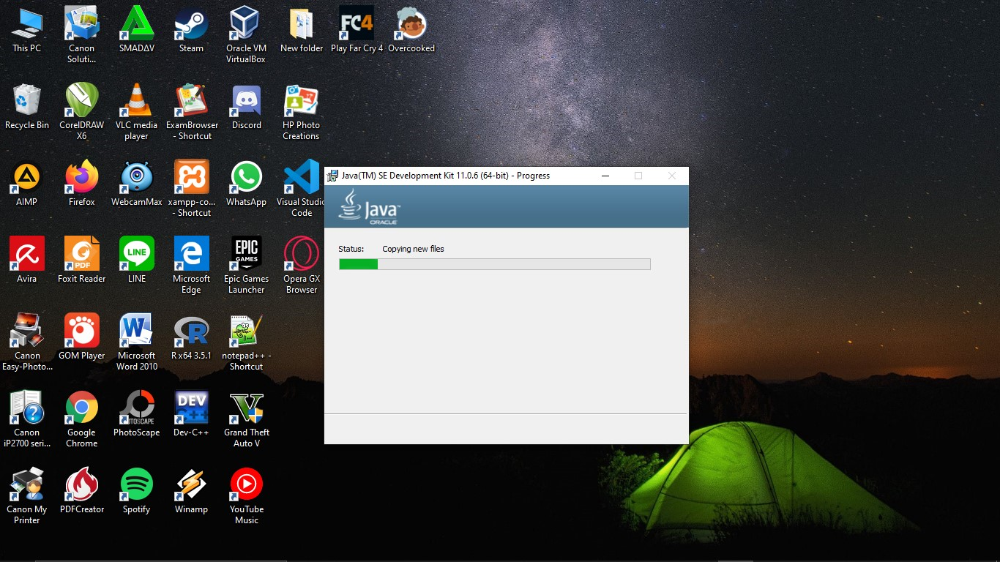 This PC
Canon
Soluti...
SMADΔV
Steam
Oracle VM
VirtualBox
New folder
FC4
Play Far Cry 4
Overcooked
Recycle Bin
CorelDRAW
X6
VLC media
player
ExamBrowser
- Shortcut
Discord
HP Photo
Creations
AIMP
Firefox
WebcamMax
xampp-co...
- Shortcut
WhatsApp
Visual Studio
Code
Java(TM) SE Development Kit 11.0.6 (64-bit) - Progress
Java™
ORACLE
Status: Copying new files
Avira
PDF
Foxit Reader
LINE
LINE
Microsoft
Edge
EPIC
GAMES
Epic Games
Launcher
Opera GX
Browser
Canon
Easy-Photo...
GOM Player
W
Microsoft
Word 2010
R
R x64 3.5.1
notepad++ -
Shortcut
Canon
iP2700 seri...
Google
Chrome
PHOTOSCAPE
PhotoScape
DEV
C++
Dev-C++
V
Grand Theft
Auto V
Canon My
Printer
PDFCreator
Spotify
Winamp
YouTube
Music